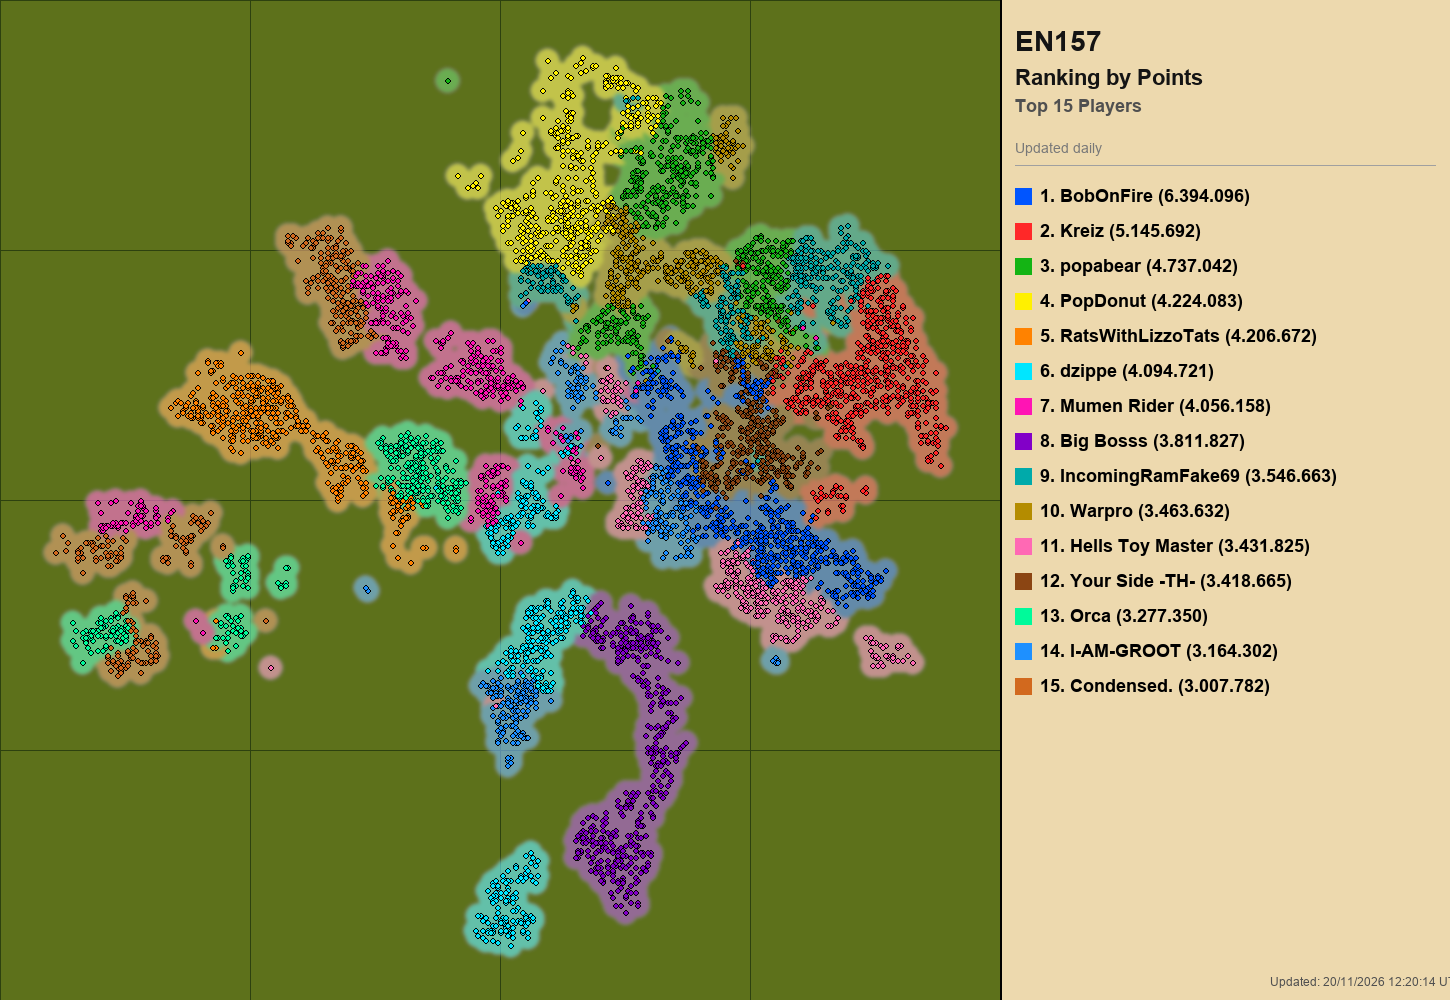 EN157
Ranking by Points
Top 15 Players
Updated daily
1. BobOnFire (6.394.096)
2. Kreiz (5.145.692)
3. popabear (4.737.042)
4. PopDonut (4.224.083)
5. RatsWithLizzoTats (4.206.672)
6. dzippe (4.094.721)
7. Mumen Rider (4.056.158)
8. Big Bosss (3.811.827)
9. IncomingRamFake69 (3.546.663)
10. Warpro (3.463.632)
11. Hells Toy Master (3.431.825)
12. Your Side -TH- (3.418.665)
13. Orca (3.277.350)
14. I-AM-GROOT (3.164.302)
15. Condensed. (3.007.782)
Updated: 20/11/2026 12:20:14